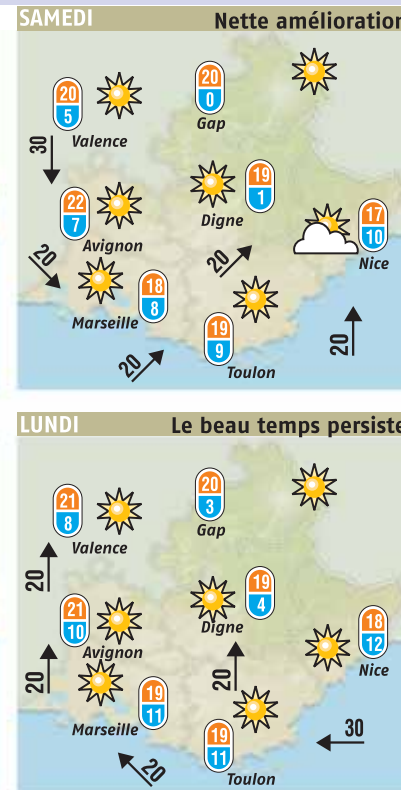 SAMEDI Nette amélioration
20
5
Valence
20
0
Gap
30
22
7
Avignon
19
1
Digne
17
10
Nice
20
20
18
8
Marseille
19
9
Toulon
20
20
LUNDI Le beau temps persiste
21
8
Valence
20
3
Gap
20
21
10
Avignon
19
4
Digne
18
12
Nice
20
20
19
11
Marseille
19
11
Toulon
30
20